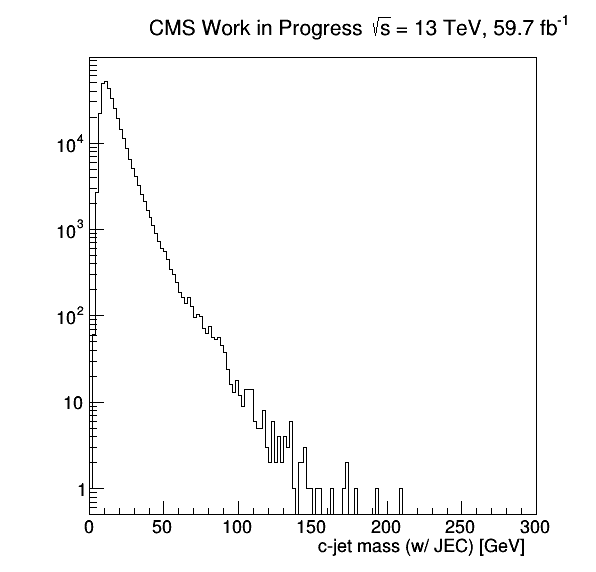 CMS Work in Progress √s = 13 TeV, 59.7 fb⁻¹
10⁴
10³
10²
10
1
0 50 100 150 200 250 300
c-jet mass (w/ JEC) [GeV]